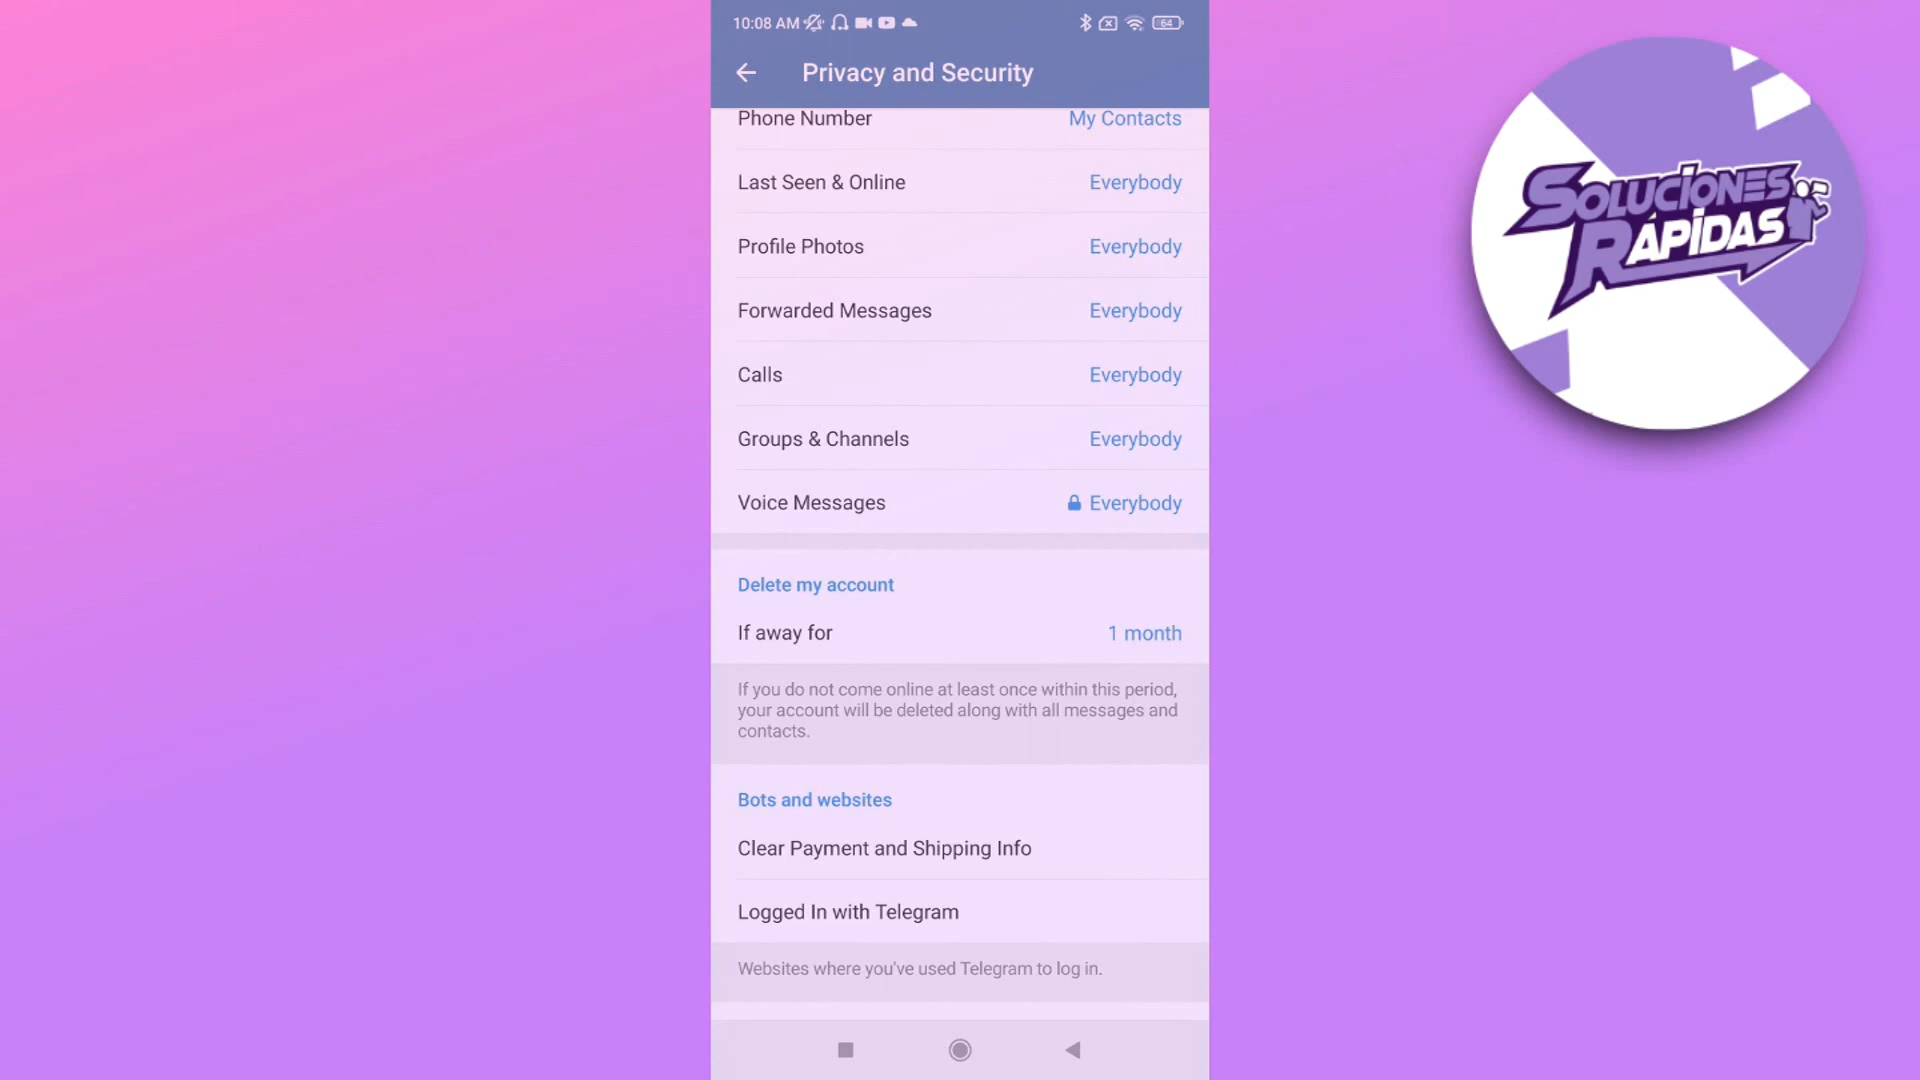 10:08 AM
64
Privacy and Security
Phone Number My Contacts
Last Seen & Online Everybody
Profile Photos Everybody
Forwarded Messages Everybody
Calls Everybody
Groups & Channels Everybody
Voice Messages Everybody
Delete my account
If away for 1 month
If you do not come online at least once within this period,
your account will be deleted along with all messages and
contacts.
Bots and websites
Clear Payment and Shipping Info
Logged In with Telegram
Websites where you've used Telegram to log in.
SOLUCIONES
RÁPIDAS